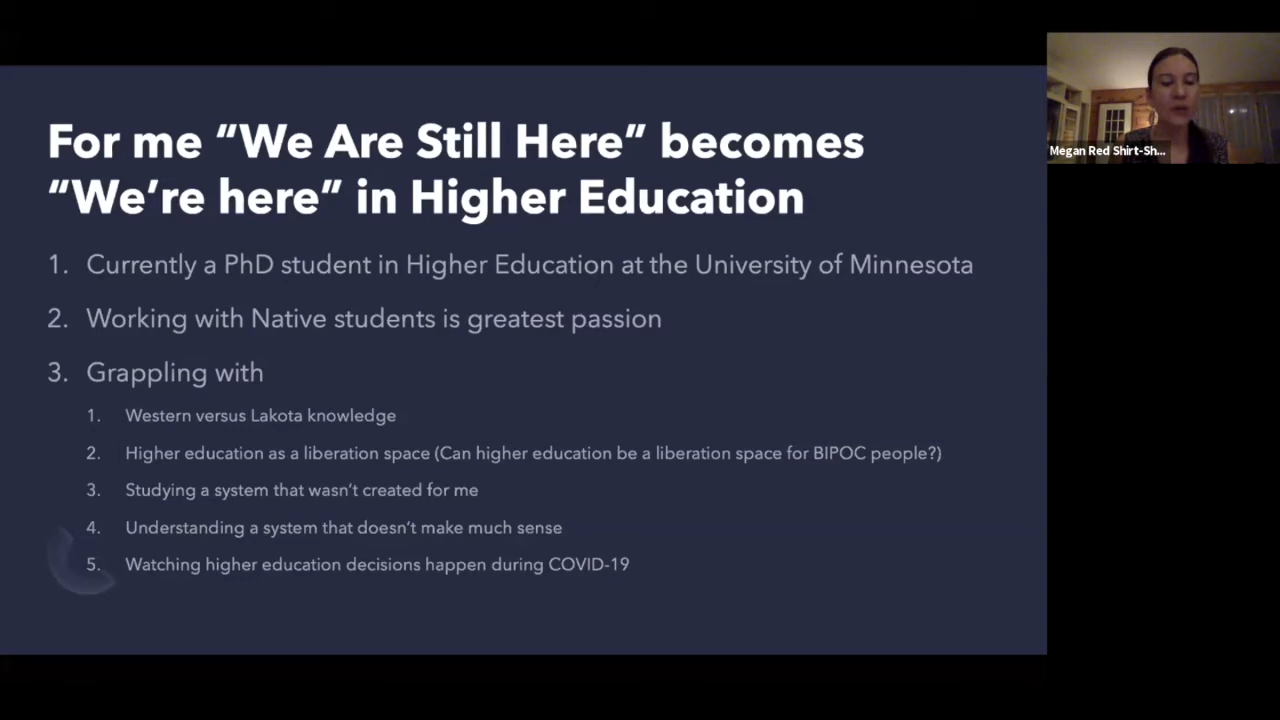 For me “We Are Still Here” becomes
“We’re here” in Higher Education
1. Currently a PhD student in Higher Education at the University of Minnesota
2. Working with Native students is greatest passion
3. Grappling with
1. Western versus Lakota knowledge
2. Higher education as a liberation space (Can higher education be a liberation space for BIPOC people?)
3. Studying a system that wasn’t created for me
4. Understanding a system that doesn’t make much sense
5. Watching higher education decisions happen during COVID-19
Megan Red Shirt-Sh...